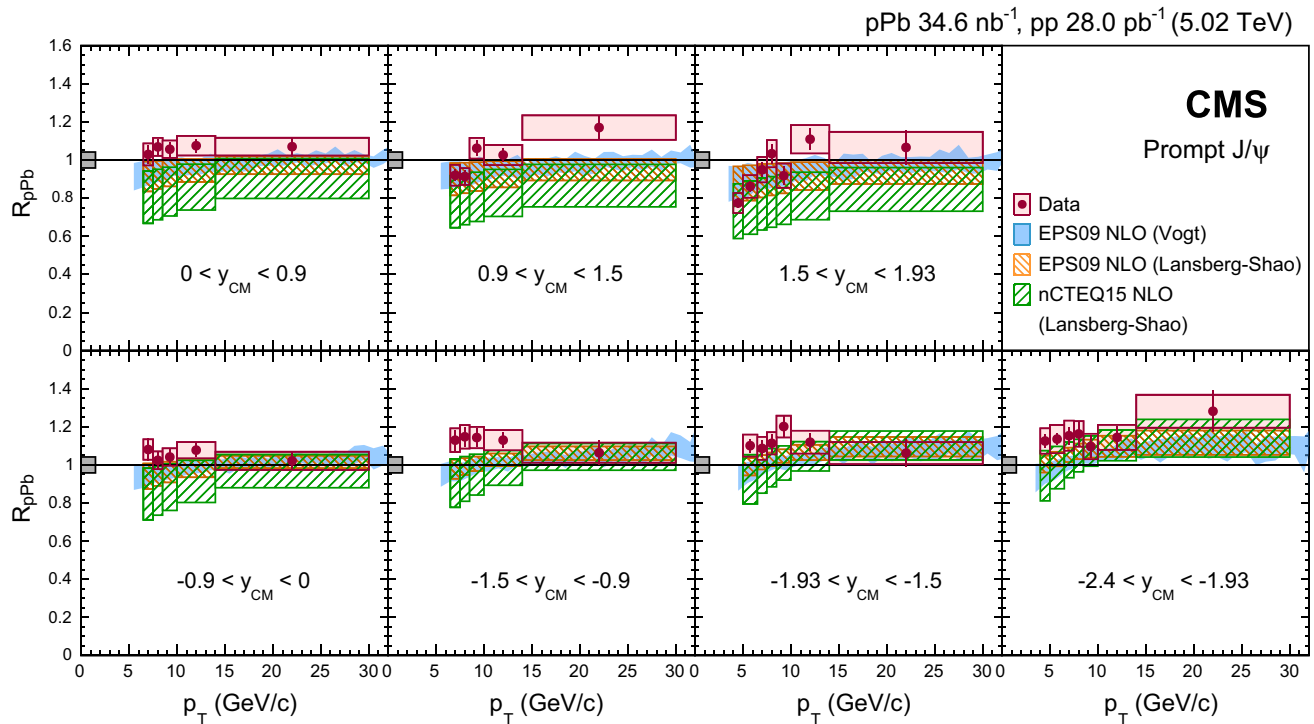 pPb 34.6 nb⁻¹, pp 28.0 pb⁻¹ (5.02 TeV)
R_pPb
1.6
1.4
1.2
1
0.8
0.6
0.4
0.2
0
0 < y_CM < 0.9
0.9 < y_CM < 1.5
1.5 < y_CM < 1.93
CMS
Prompt J/ψ
Data
EPS09 NLO (Vogt)
EPS09 NLO (Lansberg-Shao)
nCTEQ15 NLO
(Lansberg-Shao)
R_pPb
1.4
1.2
1
0.8
0.6
0.4
0.2
0
-0.9 < y_CM < 0
-1.5 < y_CM < -0.9
-1.93 < y_CM < -1.5
-2.4 < y_CM < -1.93
0 5 10 15 20 25 30
5 10 15 20 25 30
5 10 15 20 25 30
5 10 15 20 25 30
p_T (GeV/c)
p_T (GeV/c)
p_T (GeV/c)
p_T (GeV/c)